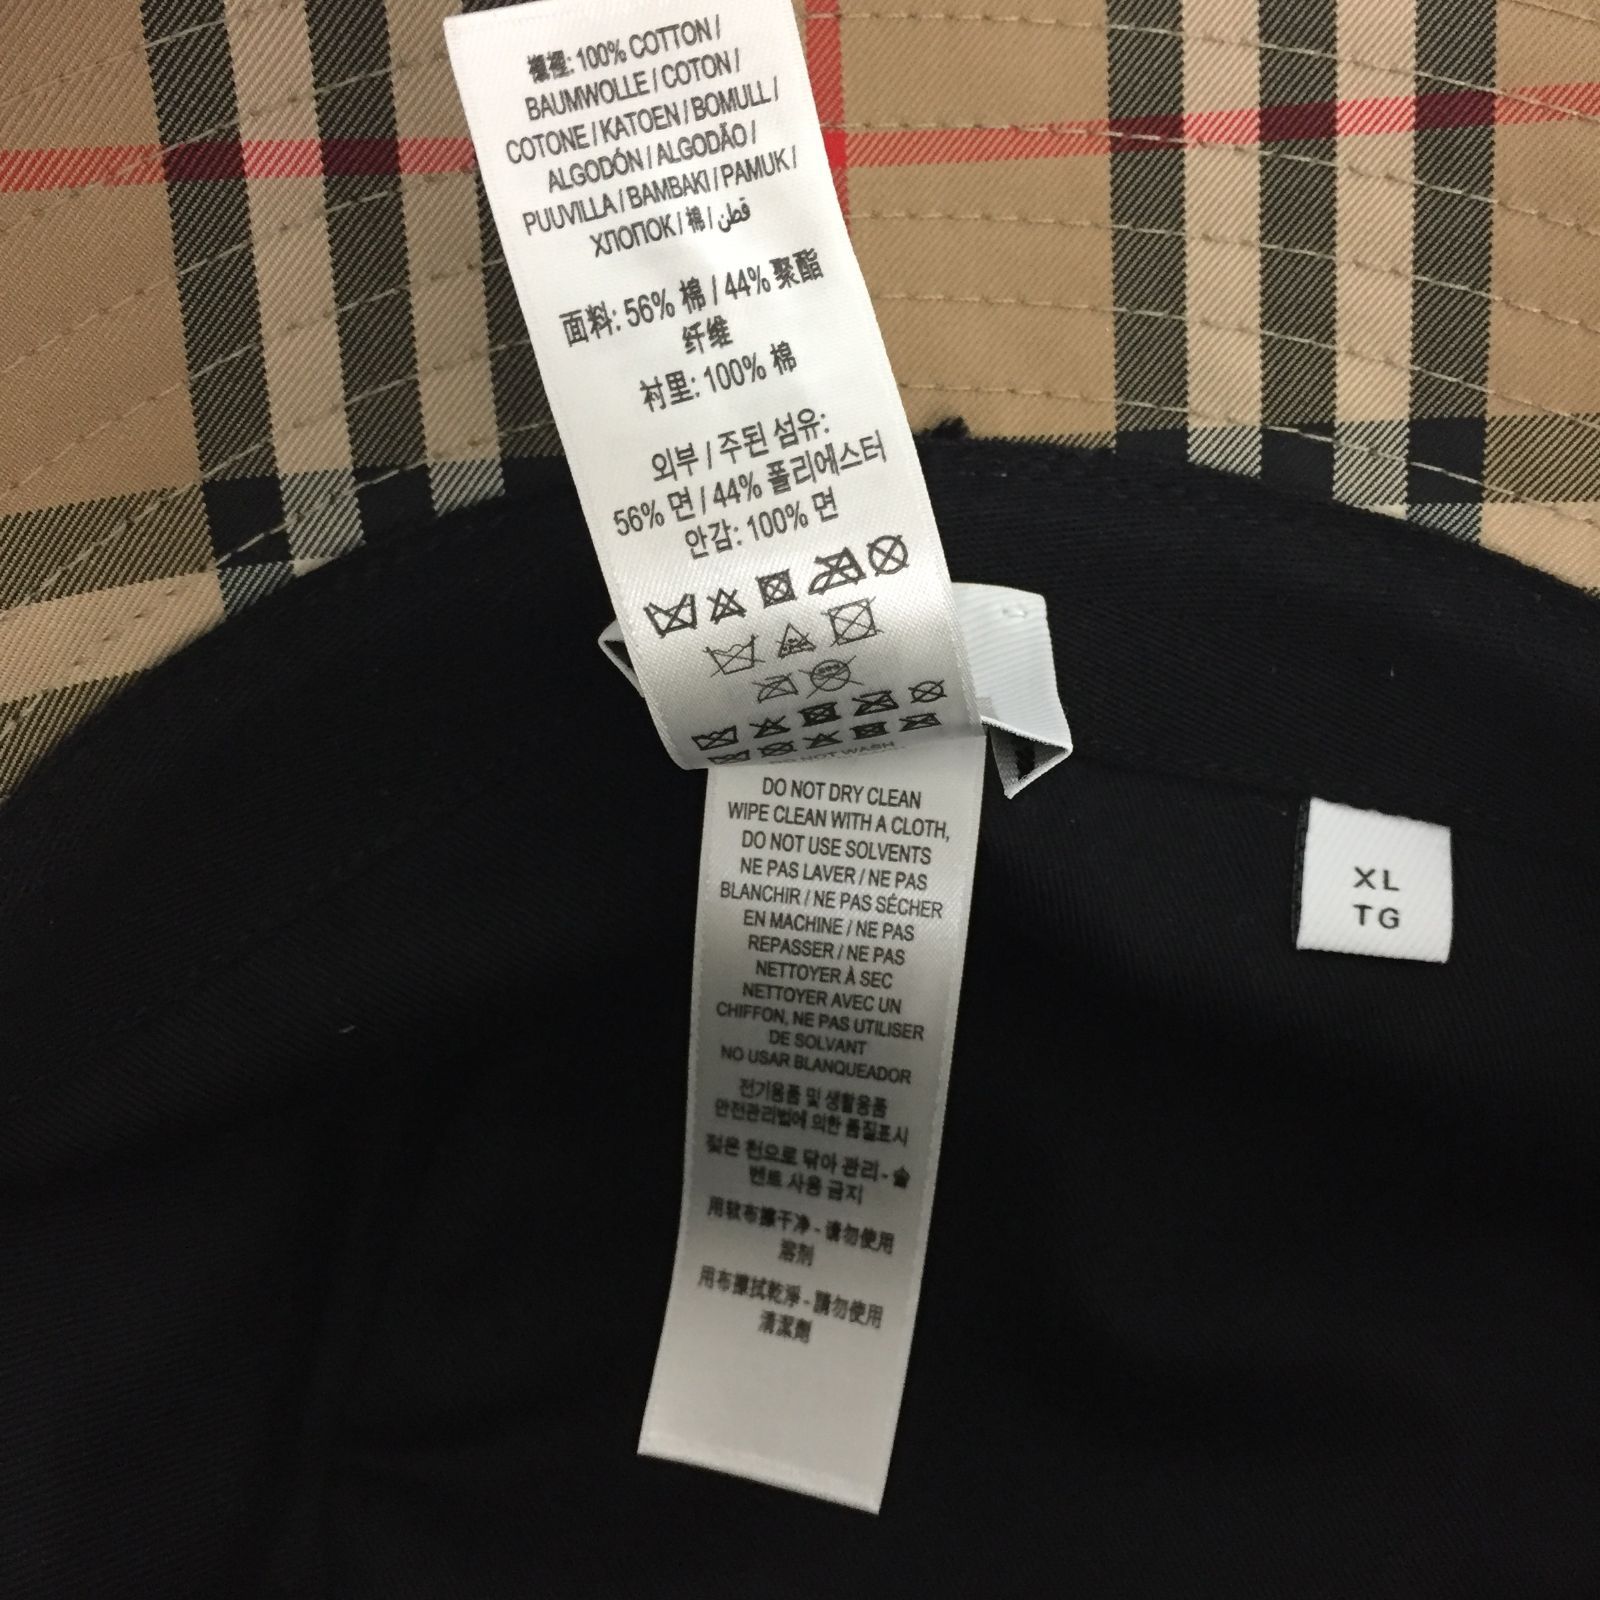 襯裡: 100% COTTON /
BAUMWOLLE / COTON /
COTONE / KATOEN / BOMULL /
ALGODÓN / ALGODÃO /
PUUVILLA / BAMBAKI / PAMUK /
ХЛОПОК / 棉 / قطن
面料: 56% 棉 / 44% 聚酯
纤维
衬里: 100% 棉
외부 / 주된 섬유:
56% 면 / 44% 폴리에스터
안감: 100% 면
DO NOT WASH
DO NOT DRY CLEAN
WIPE CLEAN WITH A CLOTH,
DO NOT USE SOLVENTS
NE PAS LAVER / NE PAS
BLANCHIR / NE PAS SÉCHER
EN MACHINE / NE PAS
REPASSER / NE PAS
NETTOYER À SEC
NETTOYER AVEC UN
CHIFFON, NE PAS UTILISER
DE SOLVANT
NO USAR BLANQUEADOR
전기용품 및 생활용품
안전관리법에 의한 품질표시
젖은 천으로 닦아 관리 - 솔
벤트 사용 금지
用软布擦干净 - 请勿使用
溶剂
用布擦拭乾淨 - 請勿使用
清潔劑
XL
TG